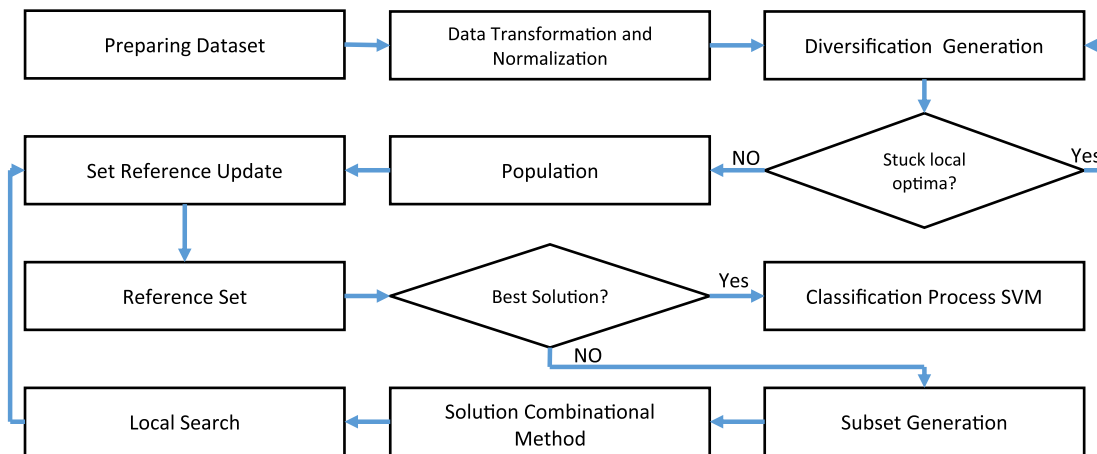 Preparing Dataset
Data Transformation and
Normalization
Diversification Generation
Set Reference Update
Population
NO
Stuck local
optima?
Yes
Reference Set
Best Solution?
Yes
Classification Process SVM
NO
Local Search
Solution Combinational
Method
Subset Generation